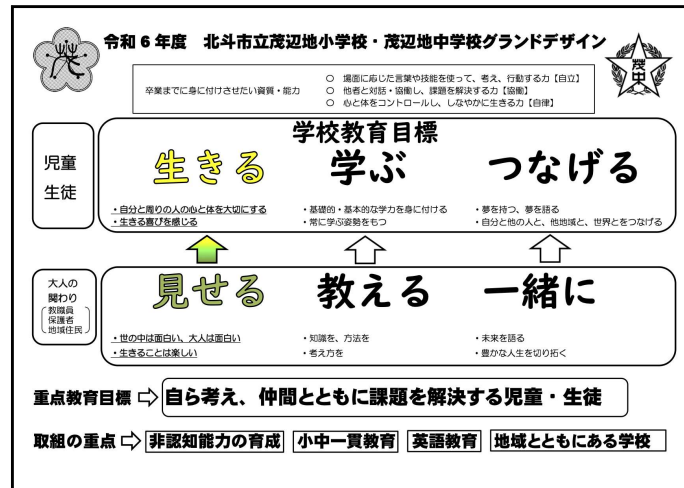 令和6年度 北斗市立茂辺地小学校・茂辺地中学校グランドデザイン
茂中
卒業までに身に付けさせたい資質・能力
○ 場面に応じた言葉や技能を使って、考え、行動する力【自立】
○ 他者と対話・協働し、課題を解決する力【協働】
○ 心と体をコントロールし、しなやかに生きる力【自律】
学校教育目標
児童
生徒
生きる 学ぶ つなげる
・自分と周りの人の心と体を大切にする
・生きる喜びを感じる
・基礎的・基本的な学力を身に付ける
・常に学ぶ姿勢をもつ
・夢を持つ、夢を語る
・自分と他の人と、他地域と、世界とをつなげる
大人の
関わり
教職員
保護者
地域住民
見せる 教える 一緒に
・世の中は面白い、大人は面白い
・生きることは楽しい
・知識を、方法を
・考え方を
・未来を語る
・豊かな人生を切り拓く
重点教育目標 ⇨ 自ら考え、仲間とともに課題を解決する児童・生徒
取組の重点 ⇨ 非認知能力の育成 小中一貫教育 英語教育 地域とともにある学校